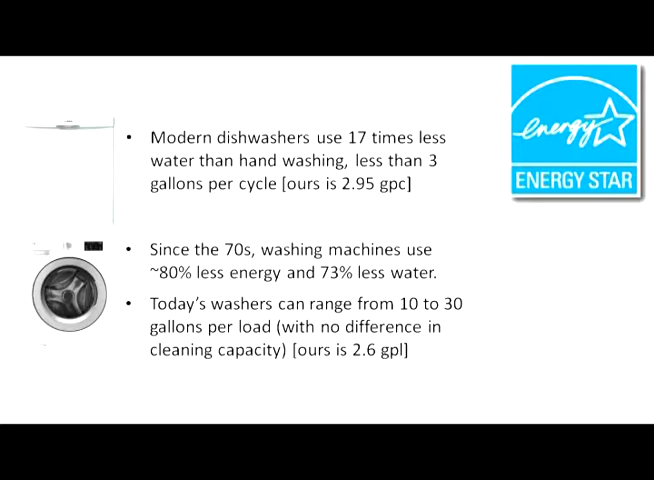 energy
ENERGY STAR
• Modern dishwashers use 17 times less
water than hand washing, less than 3
gallons per cycle [ours is 2.95 gpc]
• Since the 70s, washing machines use
~80% less energy and 73% less water.
• Today’s washers can range from 10 to 30
gallons per load (with no difference in
cleaning capacity) [ours is 2.6 gpl]